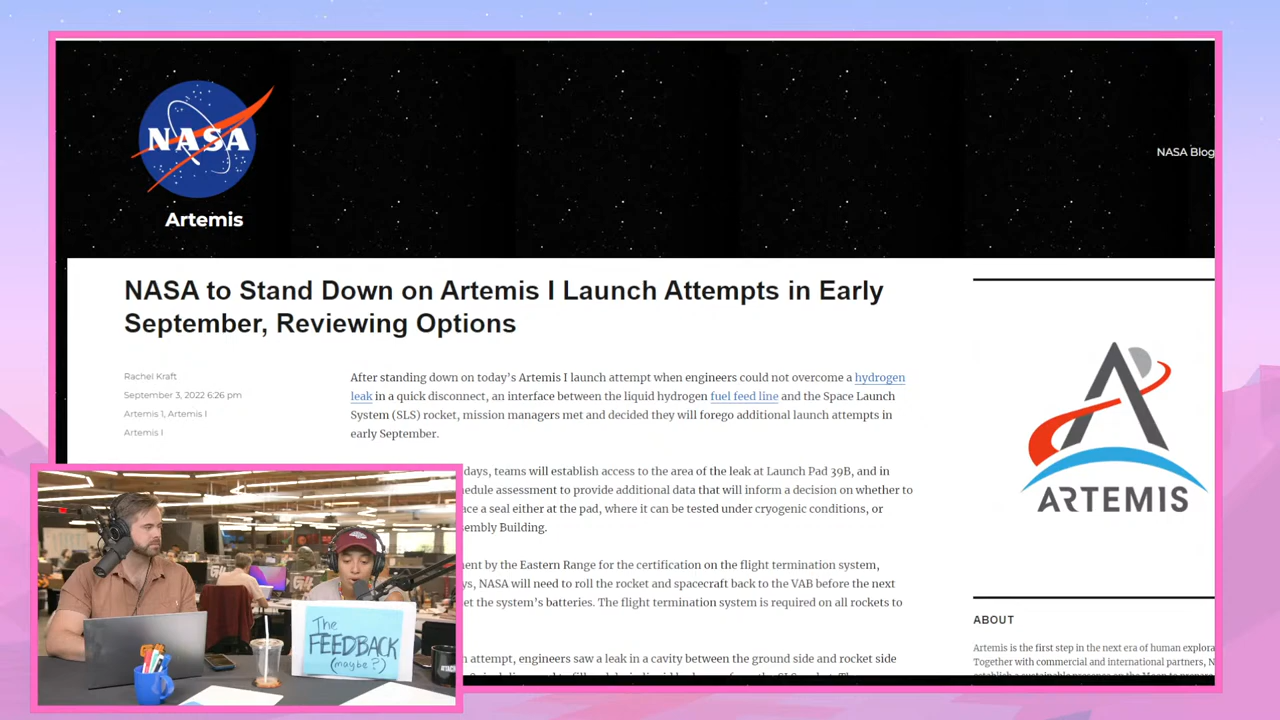 NASA
Artemis
NASA Blog
NASA to Stand Down on Artemis I Launch Attempts in Early
September, Reviewing Options
Rachel Kraft
September 3, 2022 6:26 pm
Artemis 1, Artemis I
Artemis I
After standing down on today's Artemis I launch attempt when engineers could not overcome a hydrogen
leak in a quick disconnect, an interface between the liquid hydrogen fuel feed line and the Space Launch
System (SLS) rocket, mission managers met and decided they will forego additional launch attempts in
early September.
days, teams will establish access to the area of the leak at Launch Pad 39B, and in
edule assessment to provide additional data that will inform a decision on whether to
ace a seal either at the pad, where it can be tested under cryogenic conditions, or
sembly Building.
ment by the Eastern Range for the certification on the flight termination system,
ys, NASA will need to roll the rocket and spacecraft back to the VAB before the next
et the system's batteries. The flight termination system is required on all rockets to
h attempt, engineers saw a leak in a cavity between the ground side and rocket side
ARTEMIS
ABOUT
Artemis is the first step in the next era of human explora
Together with commercial and international partners, N
The
FEEDBACK
(maybe?)